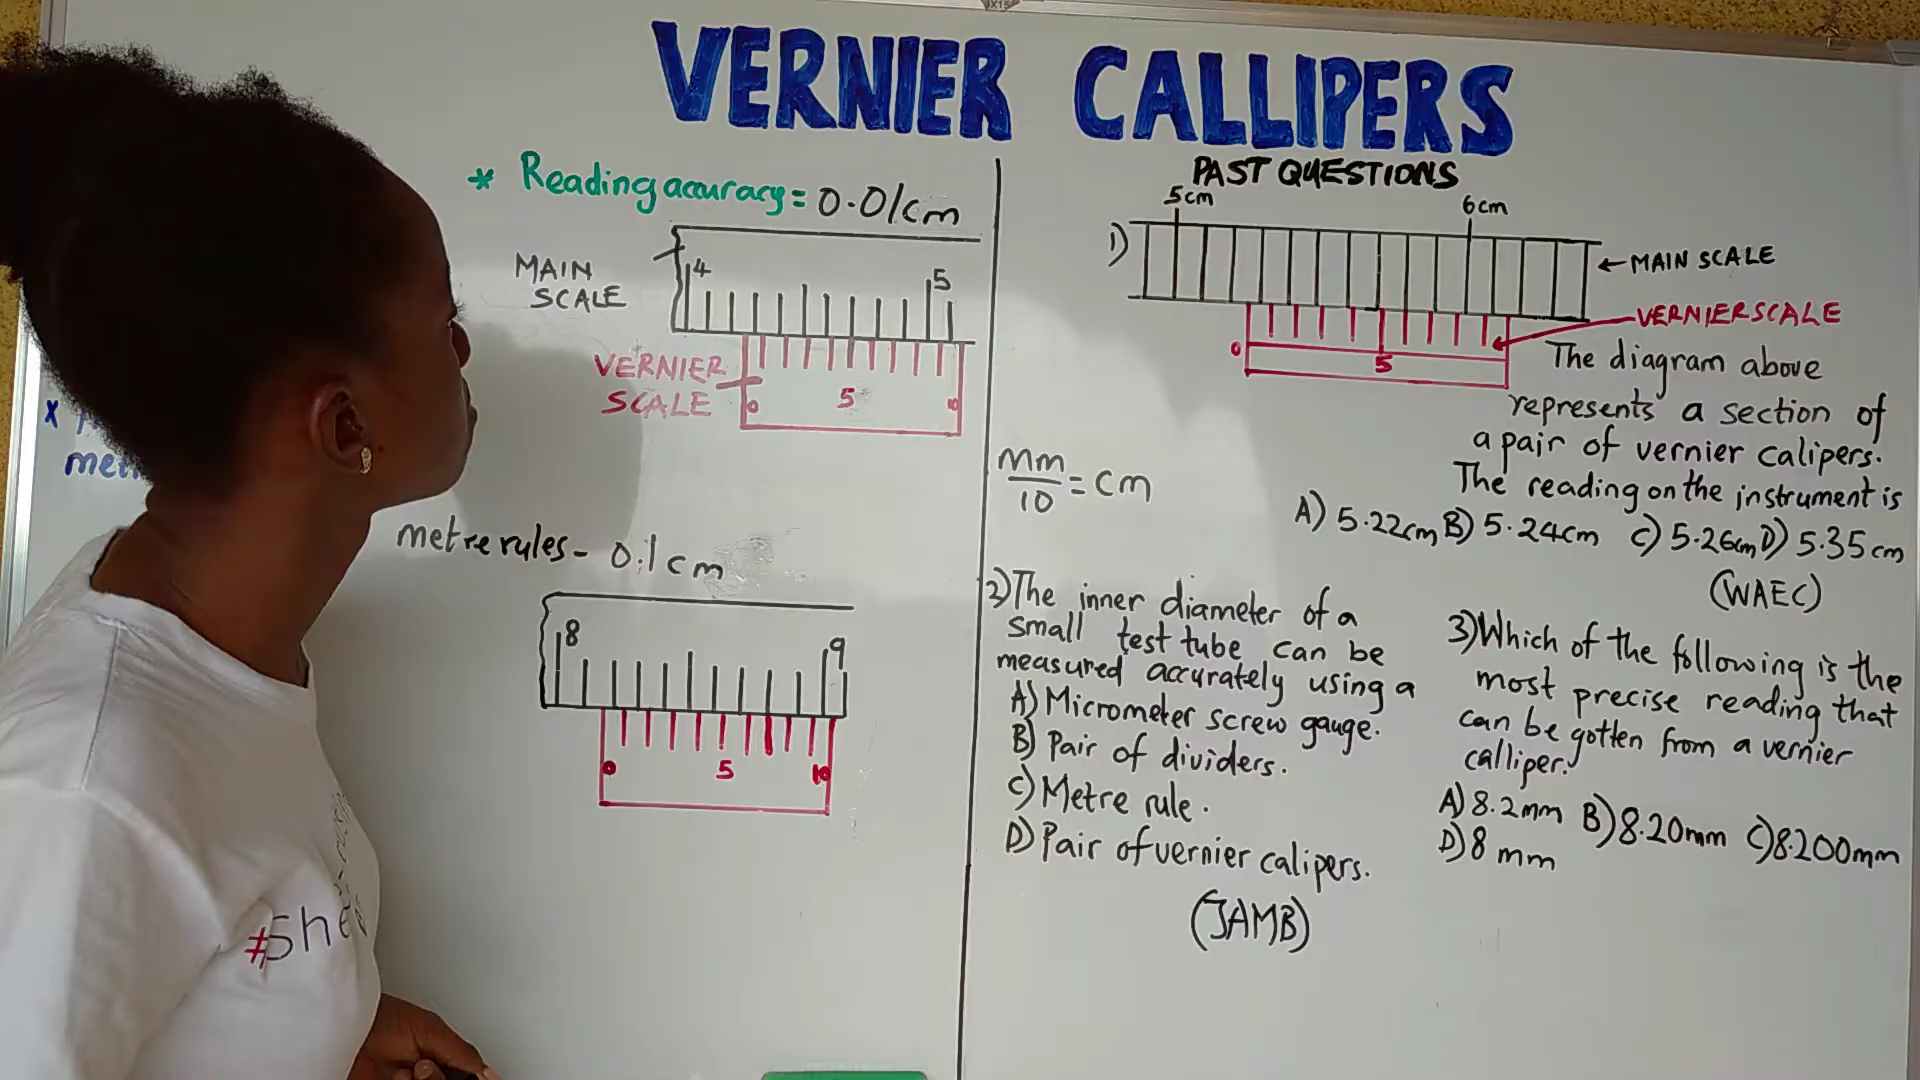 VERNIER CALLIPERS
* Reading accuracy = 0.01cm
MAIN
SCALE
4
5
VERNIER
SCALE
0
5
10
metre rules - 0.1cm
8
9
0
5
10
#She
PAST QUESTIONS
5cm
6cm
1)
← MAIN SCALE
VERNIER SCALE
0
5
The diagram above
represents a section of
a pair of vernier calipers.
The reading on the instrument is
A) 5.22cm B) 5.24cm C) 5.26cm D) 5.35cm
(WAEC)
mm/10 = cm
2) The inner diameter of a
small test tube can be
measured accurately using a
A) Micrometer screw gauge.
B) Pair of dividers.
C) Metre rule.
D) Pair of vernier calipers.
(JAMB)
3) Which of the following is the
most precise reading that
can be gotten from a vernier
calliper.
A) 8.2mm B) 8.20mm C) 8.200mm
D) 8 mm